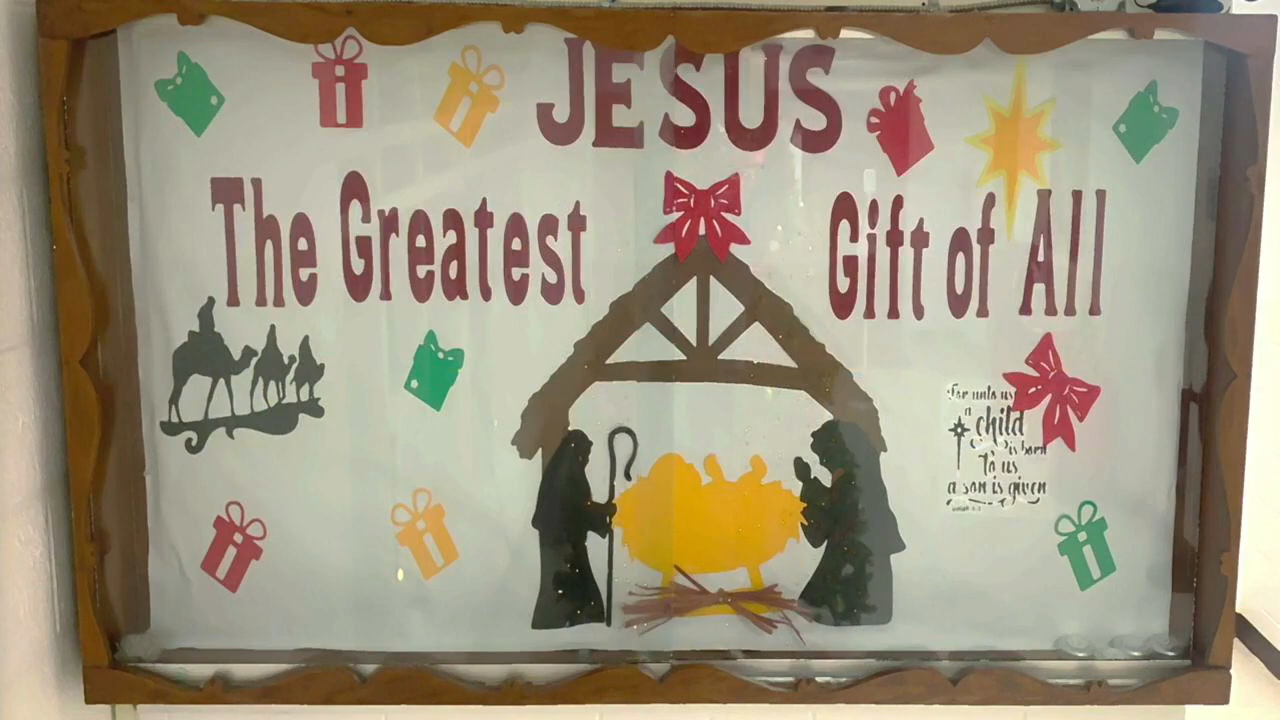 JESUS
The Greatest Gift of All
For unto us
a
child
is born
To us
a son is given